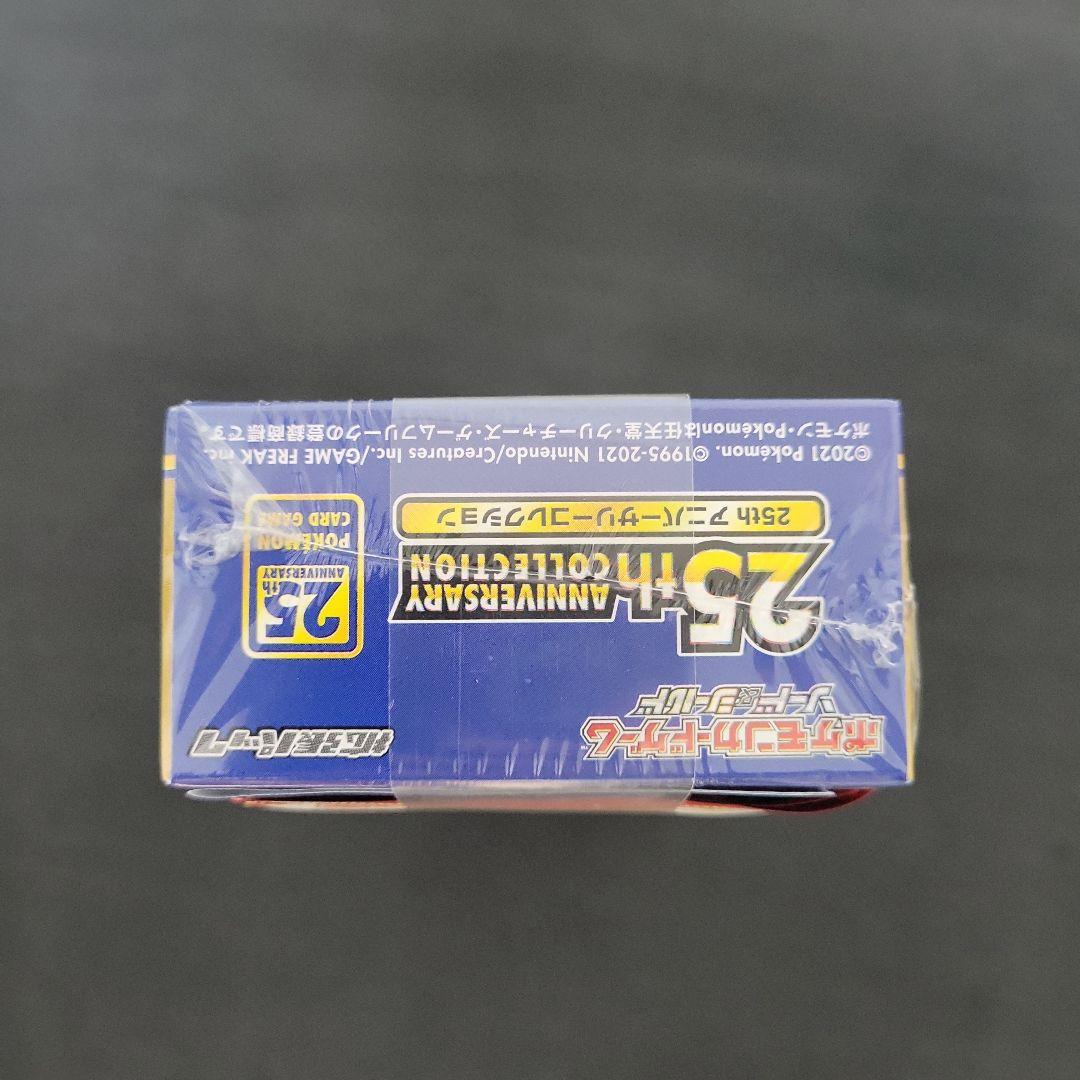 ポケモンカードゲーム™
ソード&シールド
拡張パック
25th
ANNIVERSARY
COLLECTION
25th アニバーサリーコレクション
25th
ANNIVERSARY
POKÉMON
CARD GAME
©2021 Pokémon. ©1995-2021 Nintendo/Creatures Inc./GAME FREAK inc.
ポケモン・Pokémonは任天堂・クリーチャーズ・ゲームフリークの登録商標です。